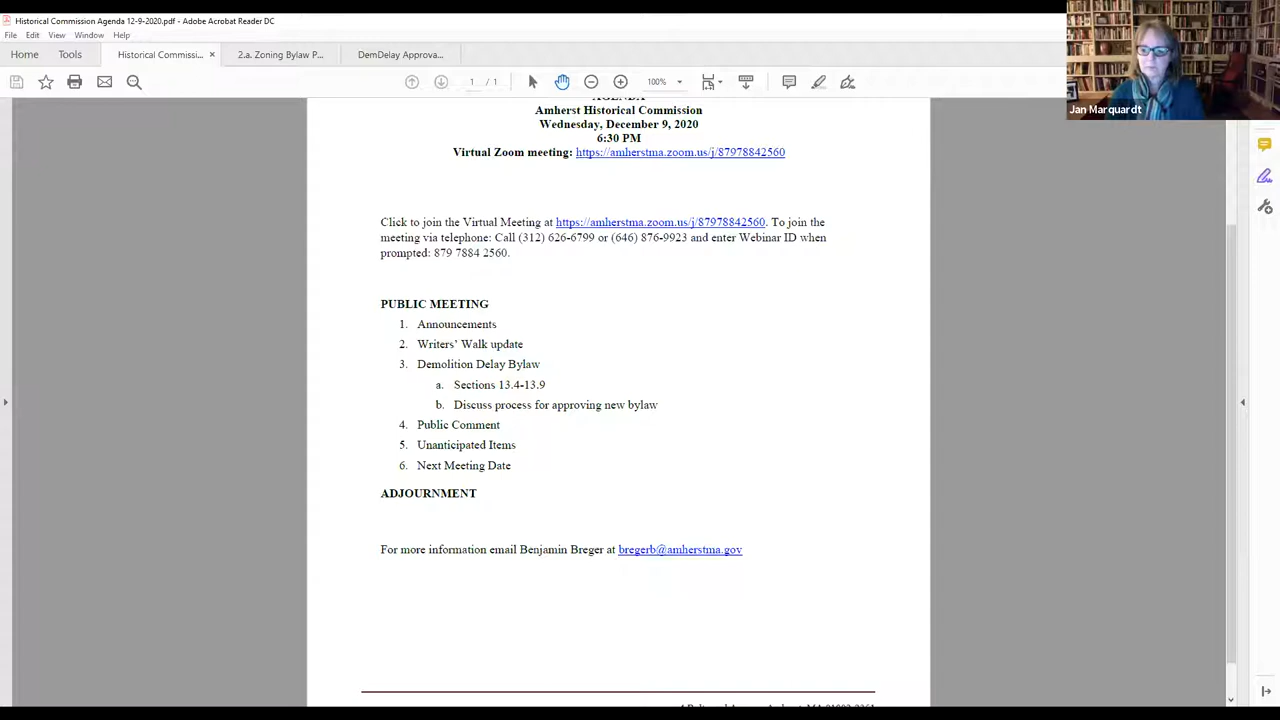 Historical Commission Agenda 12-9-2020.pdf - Adobe Acrobat Reader DC
File Edit View Window Help
Home Tools Historical Commissi... × 2.a. Zoning Bylaw P... DemDelay Approva...
1 / 1 100%
Jan Marquardt
AGENDA
Amherst Historical Commission
Wednesday, December 9, 2020
6:30 PM
Virtual Zoom meeting: https://amherstma.zoom.us/j/87978842560
Click to join the Virtual Meeting at https://amherstma.zoom.us/j/87978842560. To join the
meeting via telephone: Call (312) 626-6799 or (646) 876-9923 and enter Webinar ID when
prompted: 879 7884 2560.
PUBLIC MEETING
1. Announcements
2. Writers' Walk update
3. Demolition Delay Bylaw
a. Sections 13.4-13.9
b. Discuss process for approving new bylaw
4. Public Comment
5. Unanticipated Items
6. Next Meeting Date
ADJOURNMENT
For more information email Benjamin Breger at bregerb@amherstma.gov